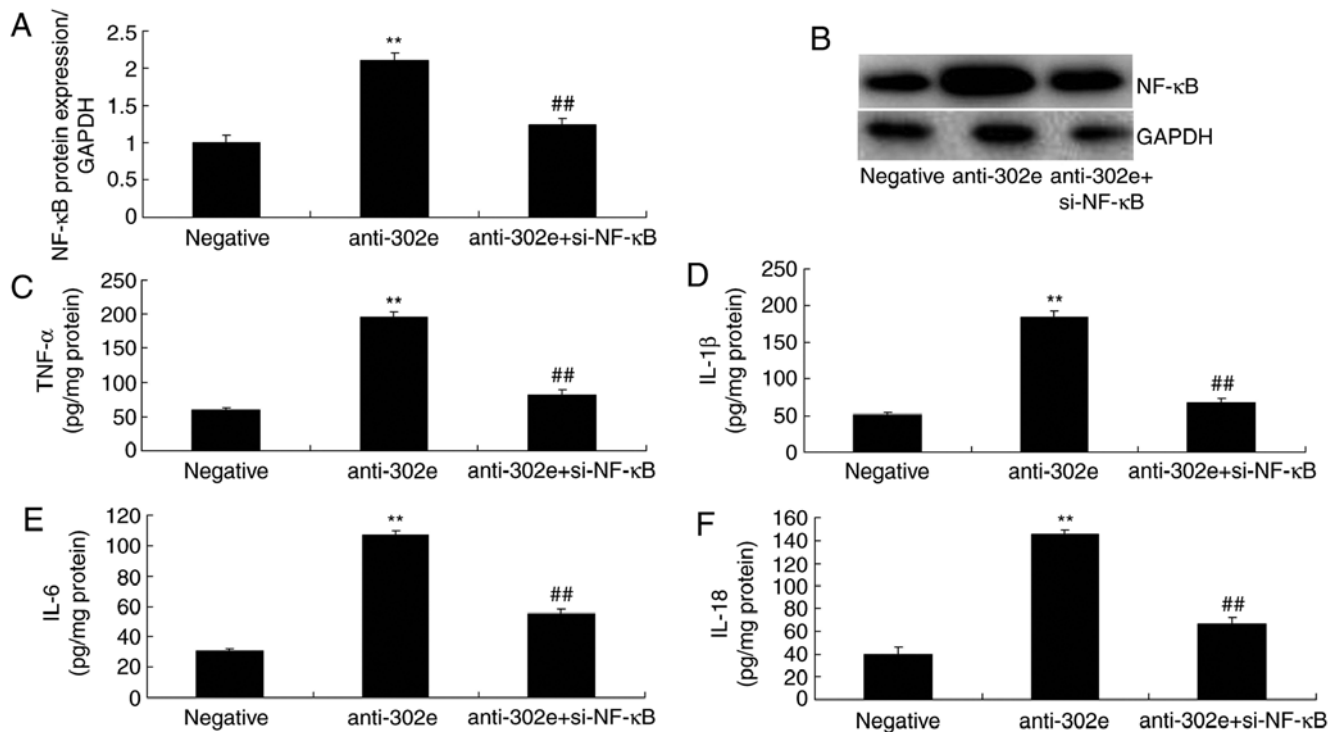 A
NF-κB protein expression/
GAPDH
2.5
2
1.5
1
0.5
0
**
##
Negative
anti-302e
anti-302e+si-NF-κB
B
NF-κB
GAPDH
Negative
anti-302e
anti-302e+
si-NF-κB
C
TNF-α
(pg/mg protein)
250
200
150
100
50
0
**
##
Negative
anti-302e
anti-302e+si-NF-κB
D
IL-1β
(pg/mg protein)
250
200
150
100
50
0
**
##
Negative
anti-302e
anti-302e+si-NF-κB
E
IL-6
(pg/mg protein)
120
100
80
60
40
20
0
**
##
Negative
anti-302e
anti-302e+si-NF-κB
F
IL-18
(pg/mg protein)
160
140
120
100
80
60
40
20
0
**
##
Negative
anti-302e
anti-302e+si-NF-κB